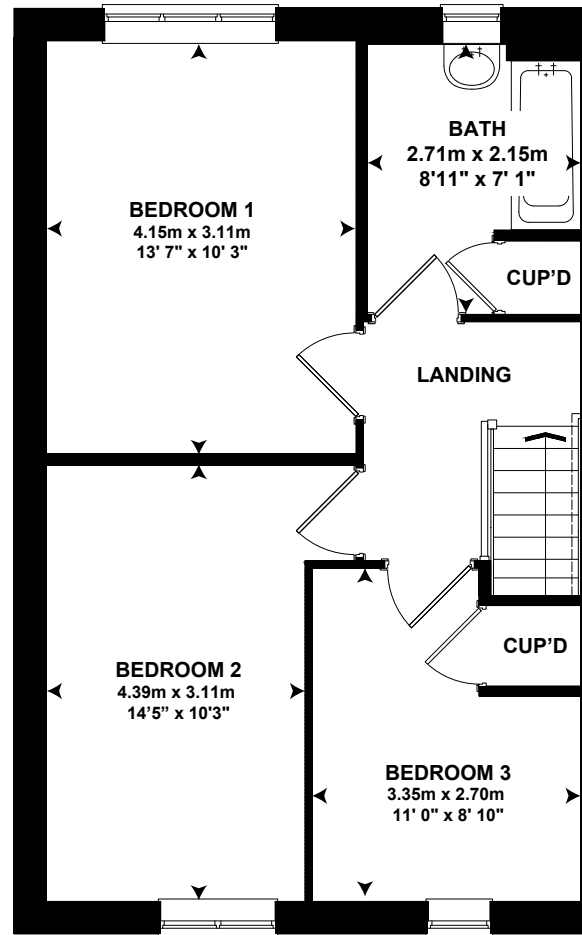 BATH
2.71m x 2.15m
8'11" x 7' 1"
BEDROOM 1
4.15m x 3.11m
13' 7" x 10' 3"
CUP’D
LANDING
CUP’D
BEDROOM 2
4.39m x 3.11m
14'5” x 10'3"
BEDROOM 3
3.35m x 2.70m
11' 0" x 8' 10"